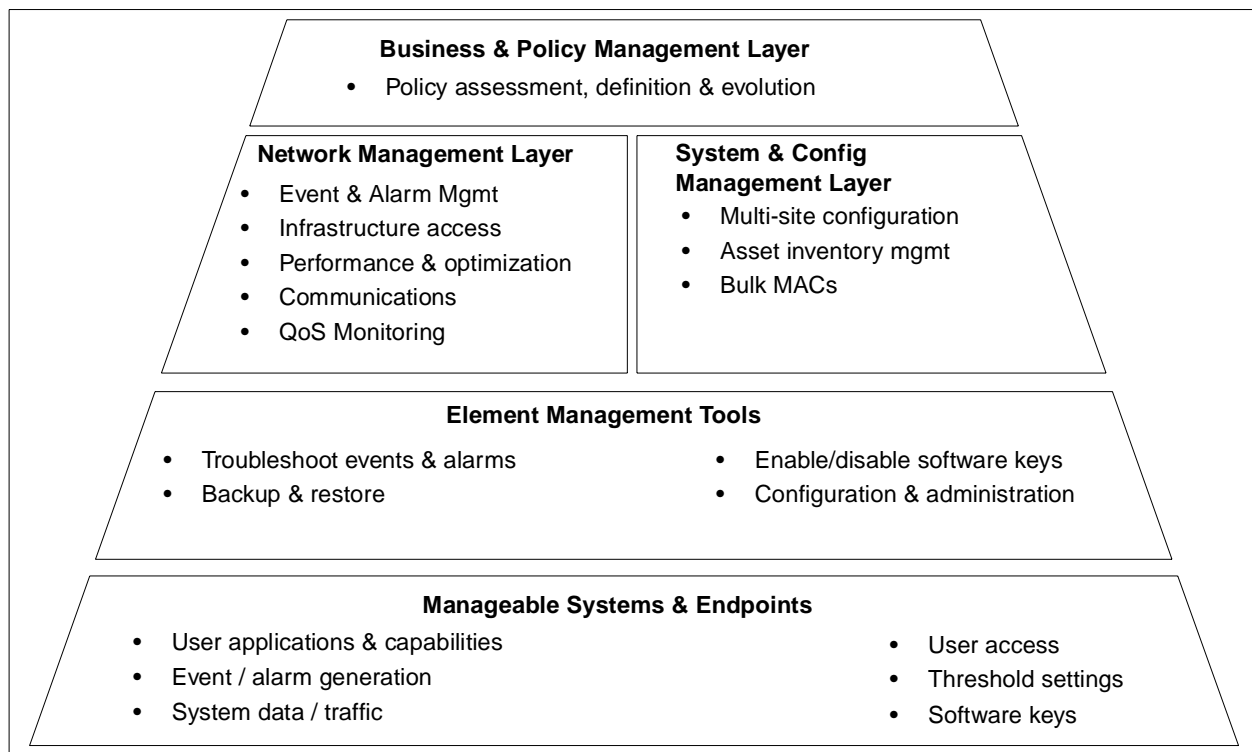 Business & Policy Management Layer
• Policy assessment, definition & evolution
Network Management Layer
• Event & Alarm Mgmt
• Infrastructure access
• Performance & optimization
• Communications
• QoS Monitoring
System & Config
Management Layer
• Multi-site configuration
• Asset inventory mgmt
• Bulk MACs
Element Management Tools
• Troubleshoot events & alarms
• Backup & restore
• Enable/disable software keys
• Configuration & administration
Manageable Systems & Endpoints
• User applications & capabilities
• Event / alarm generation
• System data / traffic
• User access
• Threshold settings
• Software keys